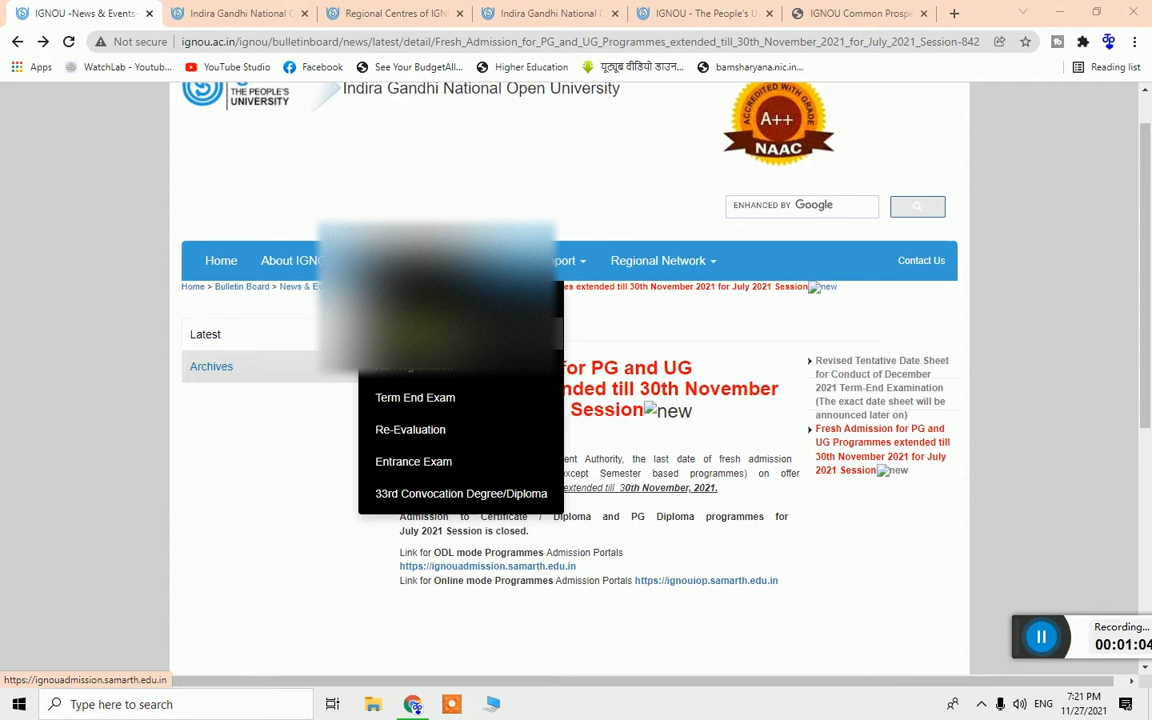 IGNOU -News & Events-
Indira Gandhi National O
Regional Centres of IGN
Indira Gandhi National O
IGNOU - The People's U
IGNOU Common Prospe
Not secure
ignou.ac.in/ignou/bulletinboard/news/latest/detail/Fresh_Admission_for_PG_and_UG_Programmes_extended_till_30th_November_2021_for_July_2021_Session-842
Apps
WatchLab - Youtub...
YouTube Studio
Facebook
See Your BudgetAll...
Higher Education
यूट्यूब वीडियो डाउन...
bamsharyana.nic.in...
Reading list
THE PEOPLE'S
UNIVERSITY
Indira Gandhi National Open University
ACCREDITED WITH GRADE
A++
NAAC
ENHANCED BY Google
Home
About IGNO
port
Regional Network
Contact Us
Home > Bulletin Board > News & E
es extended till 30th November 2021 for July 2021 Session new
Latest
Archives
Term End Exam
Re-Evaluation
Entrance Exam
33rd Convocation Degree/Diploma
for PG and UG
nded till 30th November
Session new
ent Authority, the last date of fresh admission
except Semester based programmes) on offer
extended till 30th November, 2021.
Admission to Certificate / Diploma and PG Diploma programmes for
July 2021 Session is closed.
Link for ODL mode Programmes Admission Portals
https://ignouadmission.samarth.edu.in
Link for Online mode Programmes Admission Portals https://ignouiop.samarth.edu.in
Revised Tentative Date Sheet
for Conduct of December
2021 Term-End Examination
(The exact date sheet will be
announced later on)
Fresh Admission for PG and
UG Programmes extended till
30th November 2021 for July
2021 Session new
Recording...
00:01:04
https://ignouadmission.samarth.edu.in
Type here to search
ENG
7:21 PM
11/27/2021